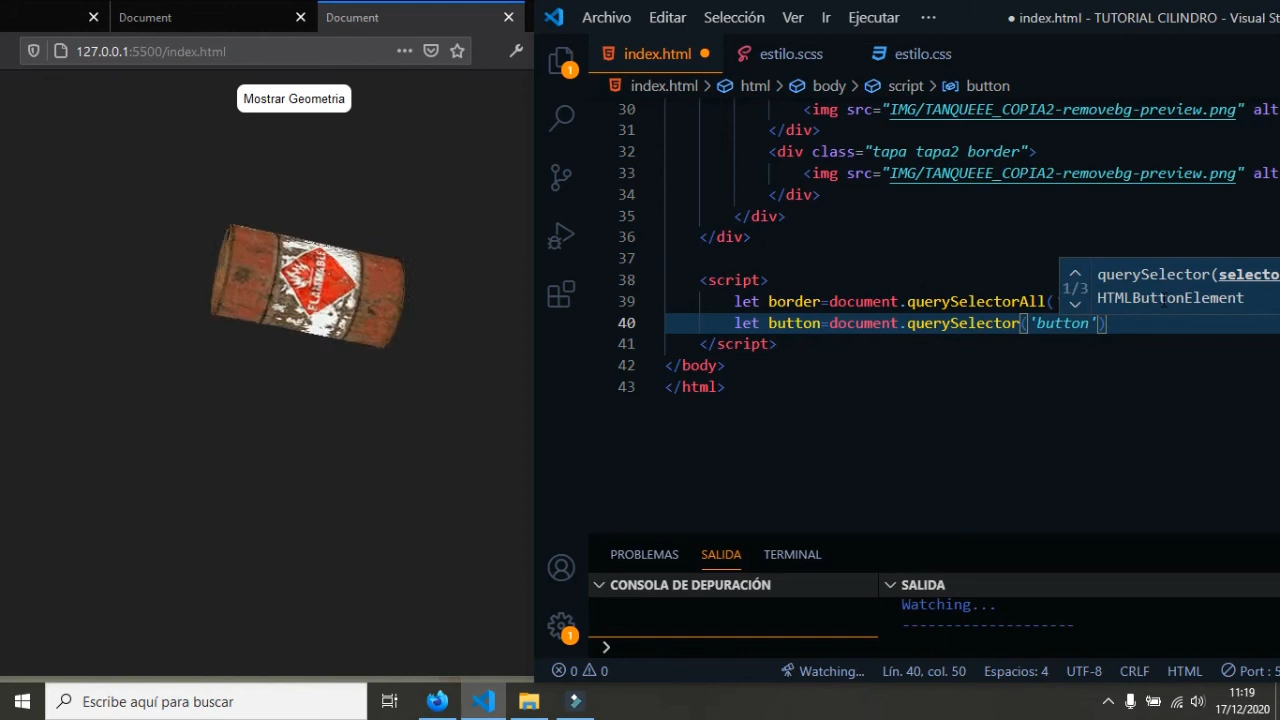 Document
Document
127.0.0.1:5500/index.html
Mostrar Geometria
FLAMMABLE
Archivo Editar Selección Ver Ir Ejecutar ···
● index.html - TUTORIAL CILINDRO - Visual St
index.html
estilo.scss
estilo.css
index.html > html > body > script > button
30 <img src="IMG/TANQUEEE_COPIA2-removebg-preview.png" alt
31 </div>
32 <div class="tapa tapa2 border">
33 <img src="IMG/TANQUEEE_COPIA2-removebg-preview.png" alt
34 </div>
35 </div>
36 </div>
37
38 <script>
39 let border=document.querySelectorAll('
40 let button=document.querySelector('button')
41 </script>
42 </body>
43 </html>
1/3
querySelector(selecto
HTMLButtonElement
1
1
PROBLEMAS SALIDA TERMINAL
CONSOLA DE DEPURACIÓN
SALIDA
Watching...
--------------------
0 0
Watching...
Lín. 40, col. 50
Espacios: 4
UTF-8
CRLF
HTML
Port : 5
Escribe aquí para buscar
11:19
17/12/2020